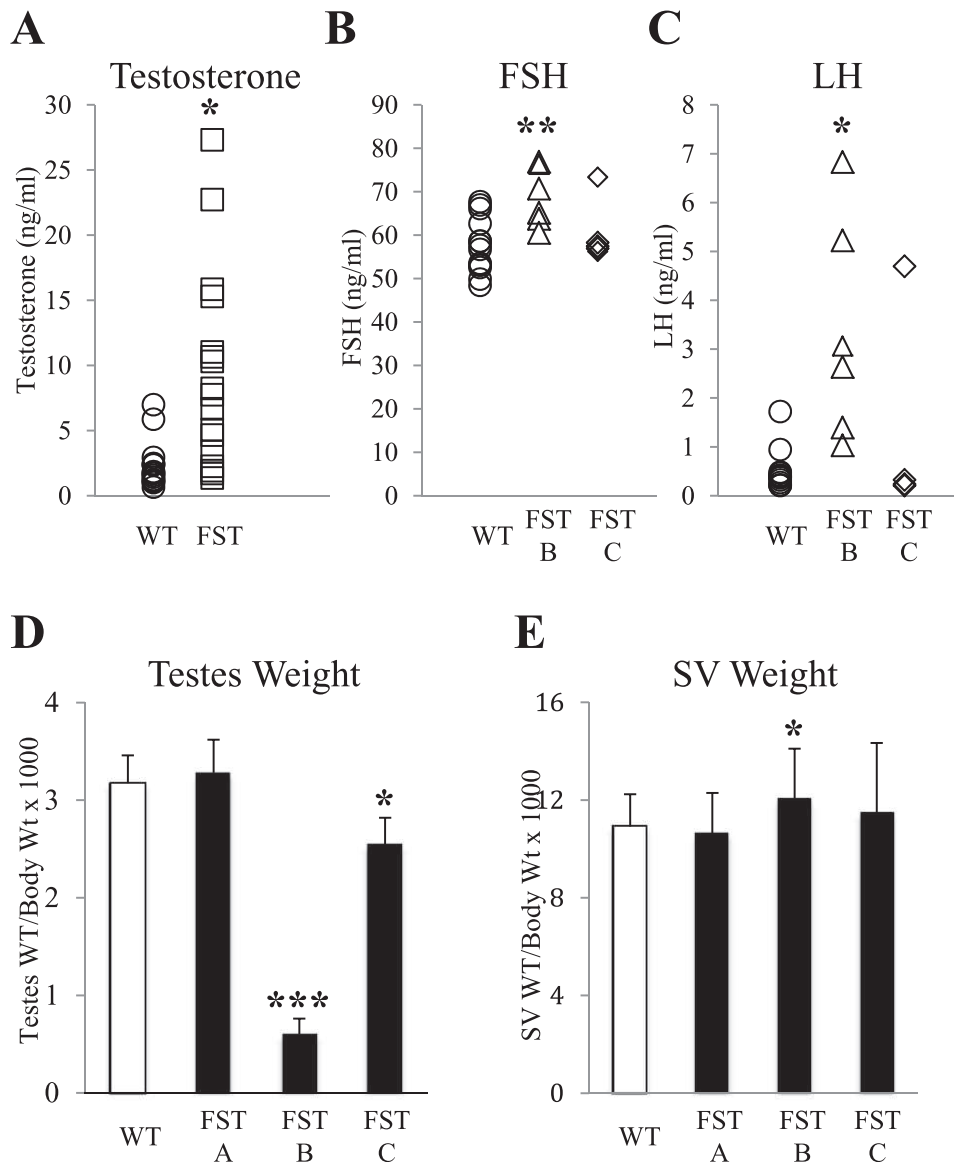 A
B
C
Testosterone
FSH
LH
*
**
*
Testosterone (ng/ml)
30
25
20
15
10
5
0
WT
FST
FSH (ng/ml)
90
80
70
60
50
40
30
20
10
0
WT
FST
B
FST
C
LH (ng/ml)
8
7
6
5
4
3
2
1
0
WT
FST
B
FST
C
D
E
Testes Weight
SV Weight
Testes WT/Body Wt x 1000
4
3
2
1
0
***
*
WT
FST
A
FST
B
FST
C
SV WT/Body Wt x 1000
16
12
8
4
0
*
WT
FST
A
FST
B
FST
C